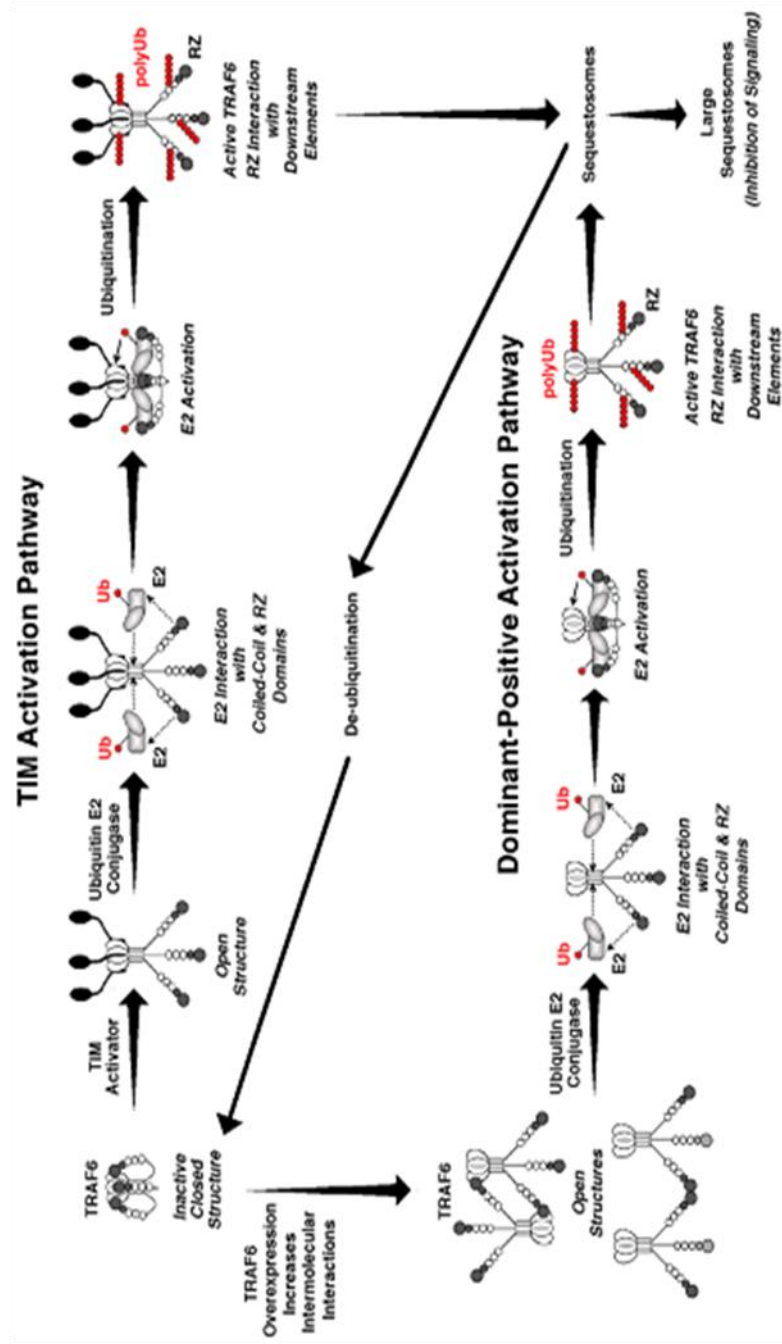 TIM Activation Pathway
TRAF6
Inactive
Closed
Structure
TIM
Activator
Open
Structure
Ubiquitin E2
Conjugase
Ub
Ub
E2
E2
E2 Interaction
with
Coiled-Coil & RZ
Domains
E2 Activation
Ubiquitination
polyUb
RZ
Active TRAF6
RZ Interaction
with
Downstream
Elements
TRAF6
Overexpression
Increases
Intermolecular
Interactions
De-ubiquitination
Sequestosomes
Large
Sequestosomes
(Inhibition of Signaling)
Dominant-Positive Activation Pathway
TRAF6
Open
Structures
Ubiquitin E2
Conjugase
Ub
Ub
E2
E2
E2 Interaction
with
Coiled-Coil & RZ
Domains
E2 Activation
Ubiquitination
polyUb
RZ
Active TRAF6
RZ Interaction
with
Downstream
Elements